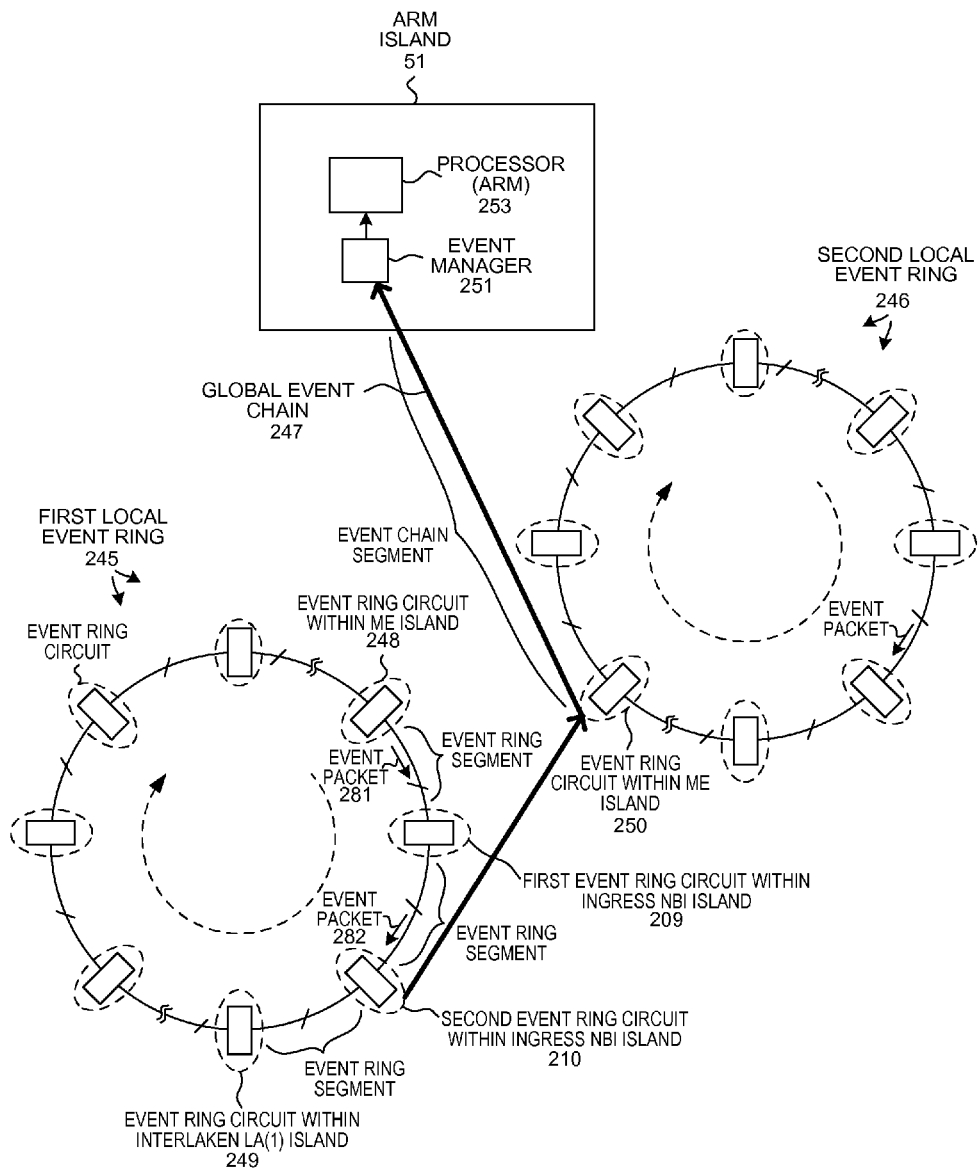 ARM
ISLAND
51
PROCESSOR
(ARM)
253
EVENT
MANAGER
251
SECOND LOCAL
EVENT RING
246
GLOBAL EVENT
CHAIN
247
EVENT CHAIN
SEGMENT
FIRST LOCAL
EVENT RING
245
EVENT RING
CIRCUIT
EVENT RING CIRCUIT
WITHIN ME ISLAND
248
EVENT
PACKET
EVENT RING
SEGMENT
EVENT
PACKET
281
EVENT RING
CIRCUIT WITHIN ME
ISLAND
250
FIRST EVENT RING CIRCUIT WITHIN
INGRESS NBI ISLAND
209
EVENT
PACKET
282
EVENT RING
SEGMENT
SECOND EVENT RING CIRCUIT
WITHIN INGRESS NBI ISLAND
210
EVENT RING
SEGMENT
EVENT RING CIRCUIT WITHIN
INTERLAKEN LA(1) ISLAND
249